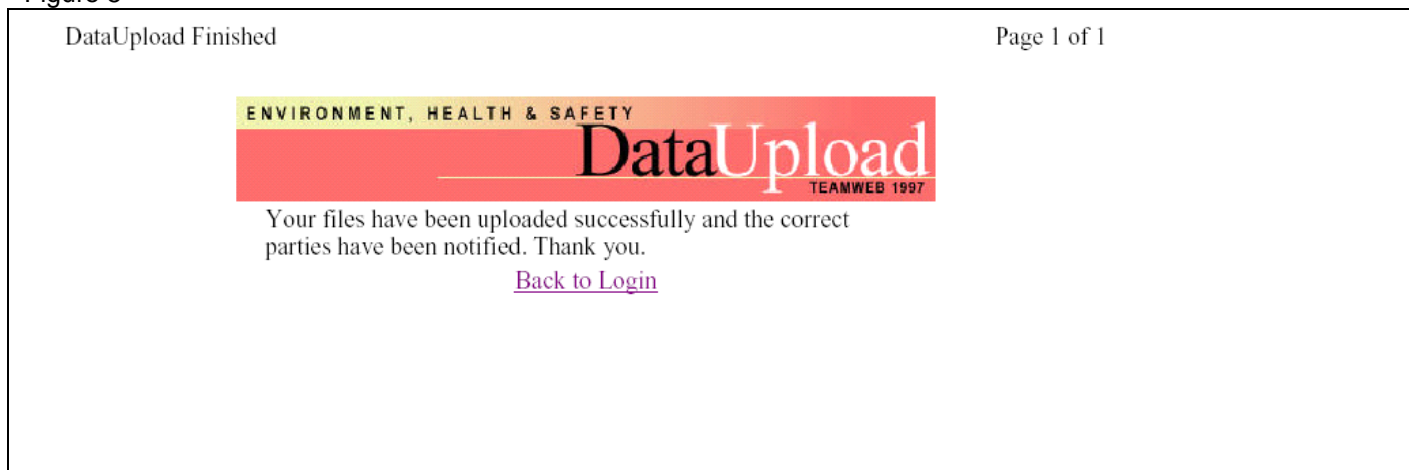 DataUpload Finished Page 1 of 1
ENVIRONMENT, HEALTH & SAFETY
DataUpload
TEAMWEB 1997
Your files have been uploaded successfully and the correct
parties have been notified. Thank you.
Back to Login